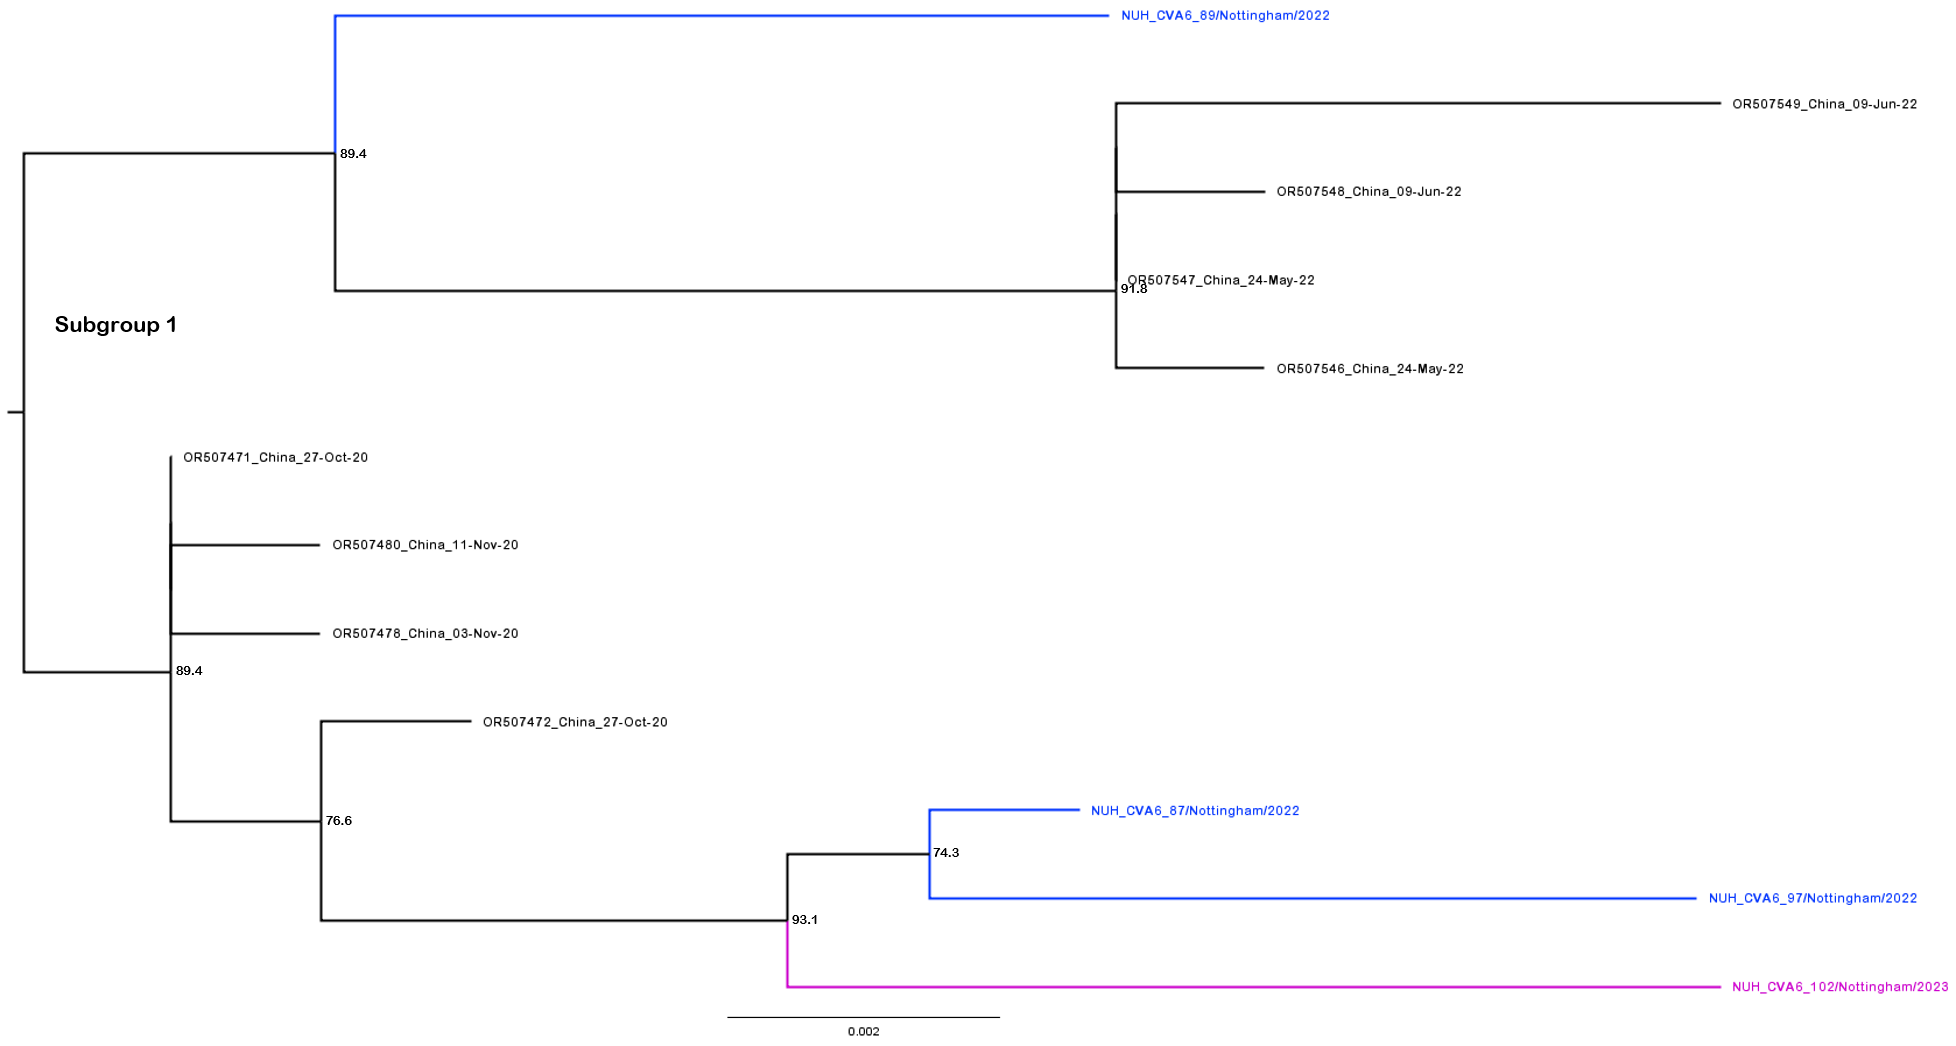 NUH_CVA6_89/Nottingham/2022
OR507549_China_09-Jun-22
89.4
OR507548_China_09-Jun-22
OR507547_China_24-May-22
91.8
Subgroup 1
OR507546_China_24-May-22
OR507471_China_27-Oct-20
OR507480_China_11-Nov-20
OR507478_China_03-Nov-20
89.4
OR507472_China_27-Oct-20
76.6
NUH_CVA6_87/Nottingham/2022
74.3
NUH_CVA6_97/Nottingham/2022
93.1
NUH_CVA6_102/Nottingham/2023
0.002